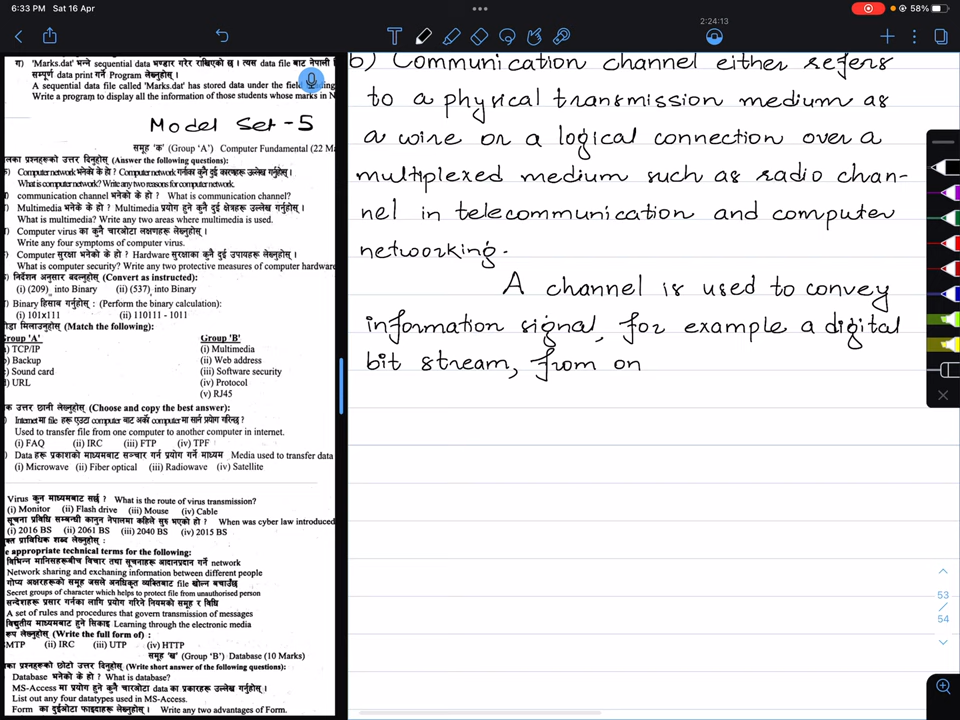 6:33 PM Sat 16 Apr
58%
2:24:13
ग) 'Marks.dat' भन्ने sequential data भण्डार गरेर राखिएको छ । त्यस data file बाट नेपाली
सम्पूर्ण data print गर्ने Program लेख्नुहोस् ।
A sequential data file called 'Marks.dat' has stored data under the field
Write a program to display all the information of those students whose marks in N
Model Set - 5
समूह 'क' (Group 'A') Computer Fundamental (22 M
प्रश्नहरूको उत्तर दिनुहोस् (Answer the following questions):
Computer network भनेको के हो ? Computer network गर्नाका कुनै दुई कारणहरू उल्लेख गर्नुहोस् ।
What is computer network? Write any two reasons for computer network.
communication channel भनेको के हो ? What is communication channel?
Multimedia भनेको के हो ? Multimedia प्रयोग हुने कुनै दुई क्षेत्रहरू उल्लेख गर्नुहोस् ।
What is multimedia? Write any two areas where multimedia is used.
Computer virus का कुनै चारओटा लक्षणहरू लेख्नुहोस् ।
Write any four symptoms of computer virus.
Computer सुरक्षा भनेको के हो ? Hardware सुरक्षाका कुनै दुई उपायहरू लेख्नुहोस् ।
What is computer security? Write any two protective measures of computer hardware
निर्देशन अनुसार बदल्नुहोस् (Convert as instructed):
(i) (209) into Binary (ii) (537) into Binary
Binary हिसाब गर्नुहोस् : (Perform the binary calculation):
(i) 101x111 (ii) 110111 - 1011
जोडा मिलाउनुहोस् (Match the following):
Group 'A' Group 'B'
TCP/IP (i) Multimedia
Backup (ii) Web address
Sound card (iii) Software security
URL (iv) Protocol
(v) RJ45
उत्तर छानी लेख्नुहोस् (Choose and copy the best answer):
Internet मा file हरू एउटा computer बाट अर्को computer मा सार्न प्रयोग गरिन्छ ?
Used to transfer file from one computer to another computer in internet.
(i) FAQ (ii) IRC (iii) FTP (iv) TPF
Data हरू प्रकाशको माध्यमबाट सञ्चार गर्न प्रयोग गर्ने माध्यम Media used to transfer data
(i) Microwave (ii) Fiber optical (iii) Radiowave (iv) Satellite
Virus कुन माध्यमबाट सर्छ ? What is the route of virus transmission?
(i) Monitor (ii) Flash drive (iii) Mouse (iv) Cable
सूचना प्रविधि सम्बन्धी कानुन नेपालमा कहिले सुरु भएको हो ? When was cyber law introduced
(i) 2016 BS (ii) 2061 BS (iii) 2040 BS (iv) 2015 BS
प्राविधिक शब्द लेख्नुहोस् :
appropriate technical terms for the following:
विभिन्न मानिसहरूबीच विचार तथा सूचनाहरू आदानप्रदान गर्ने network
Network sharing and exchaning information between different people
गोप्य अक्षरहरूको समूह जसले अनधिकृत व्यक्तिबाट file खोल्न बचाउँछ
Secret groups of character which helps to protect file from unauthorised person
सन्देशहरू प्रसार गर्नका लागि प्रयोग गरिने नियमको समूह र विधि
A set of rules and procedures that govern transmission of messages
विद्युतीय माध्यमबाट हुने सिकाइ Learning through the electronic media
रूप लेख्नुहोस् (Write the full form of) :
SMTP (ii) IRC (iii) UTP (iv) HTTP
समूह 'ख' (Group 'B') Database (10 Marks)
प्रश्नहरूको छोटो उत्तर दिनुहोस् (Write short answer of the following questions):
Database भनेको के हो ? What is database?
MS-Access मा प्रयोग हुने कुनै चारओटा data का प्रकारहरू उल्लेख गर्नुहोस् ।
List out any four datatypes used in MS-Access.
Form का दुईओटा फाइदाहरू लेख्नुहोस् । Write any two advantages of Form.
b) Communication channel either refers
to a physical transmission medium as
a wire or a logical connection over a
multiplexed medium such as radio chan-
nel in telecommunication and computer
networking.
A channel is used to convey
information signal, for example a digital
bit stream, from on
53
54